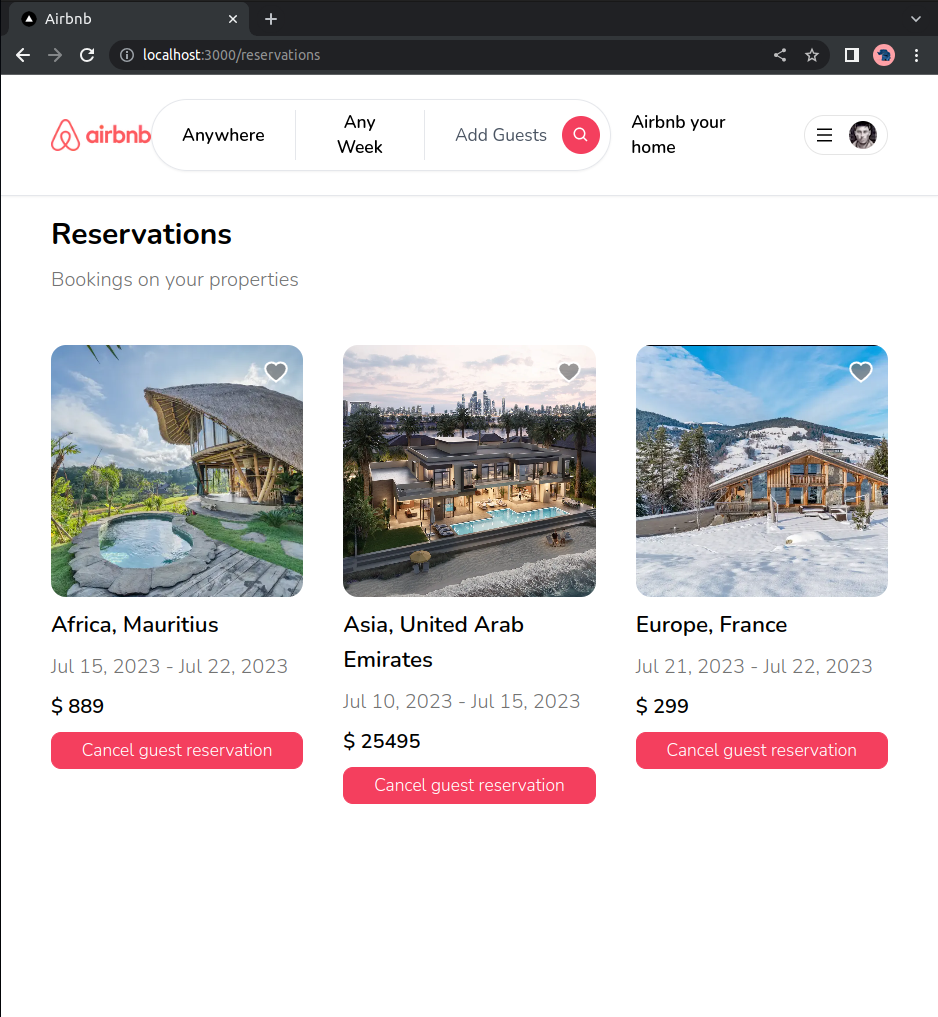 Airbnb
localhost:3000/reservations
airbnb
Anywhere
Any
Week
Add Guests
Airbnb your
home
Reservations
Bookings on your properties
Africa, Mauritius
Jul 15, 2023 - Jul 22, 2023
$ 889
Cancel guest reservation
Asia, United Arab
Emirates
Jul 10, 2023 - Jul 15, 2023
$ 25495
Cancel guest reservation
Europe, France
Jul 21, 2023 - Jul 22, 2023
$ 299
Cancel guest reservation